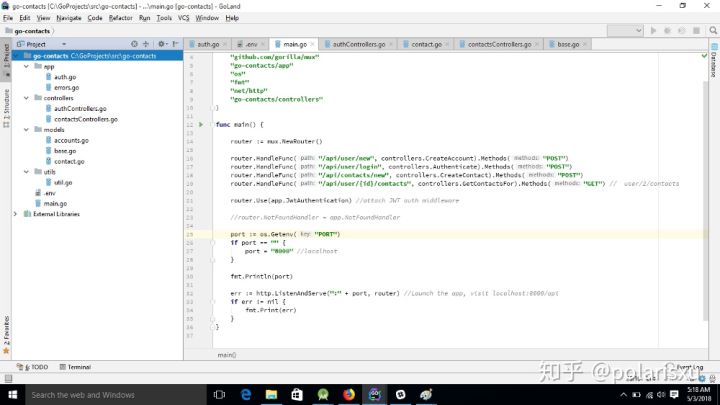 go-contacts [C:\GoProjects\src\go-contacts] - ...\main.go [go-contacts] - GoLand
File Edit View Navigate Code Refactor Run Tools VCS Window Help
go-contacts
Project
auth.go
.env
main.go
authControllers.go
contact.go
contactsControllers.go
base.go
1: Project
Structure
2: Favorites
Database
go-contacts C:\GoProjects\src\go-contacts
app
auth.go
errors.go
controllers
authControllers.go
contactsControllers.go
models
accounts.go
base.go
contact.go
utils
util.go
.env
main.go
External Libraries
4 "github.com/gorilla/mux"
5 "go-contacts/app"
6 "os"
7 "fmt"
8 "net/http"
9 "go-contacts/controllers"
10 )
11
12 func main() {
13
14 router := mux.NewRouter()
15
16 router.HandleFunc( path: "/api/user/new", controllers.CreateAccount).Methods( methods: "POST")
17 router.HandleFunc( path: "/api/user/login", controllers.Authenticate).Methods( methods: "POST")
18 router.HandleFunc( path: "/api/contacts/new", controllers.CreateContact).Methods( methods: "POST")
19 router.HandleFunc( path: "/api/user/{id}/contacts", controllers.GetContactsFor).Methods( methods: "GET") // user/2/contacts
20
21 router.Use(app.JwtAuthentication) //attach JWT auth middleware
22
23 //router.NotFoundHandler = app.NotFoundHandler
24
25 port := os.Getenv( key: "PORT")
26 if port == "" {
27 port = "8000" //localhost
28 }
29
30 fmt.Println(port)
31
32 err := http.ListenAndServe(":" + port, router) //Launch the app, visit localhost:8000/api
33 if err != nil {
34 fmt.Print(err)
35 }
36 }
37
main()
6: TODO
Terminal
Event Log
知乎 @polarisxu
Search the web and Windows
5:18 AM
5/3/2018